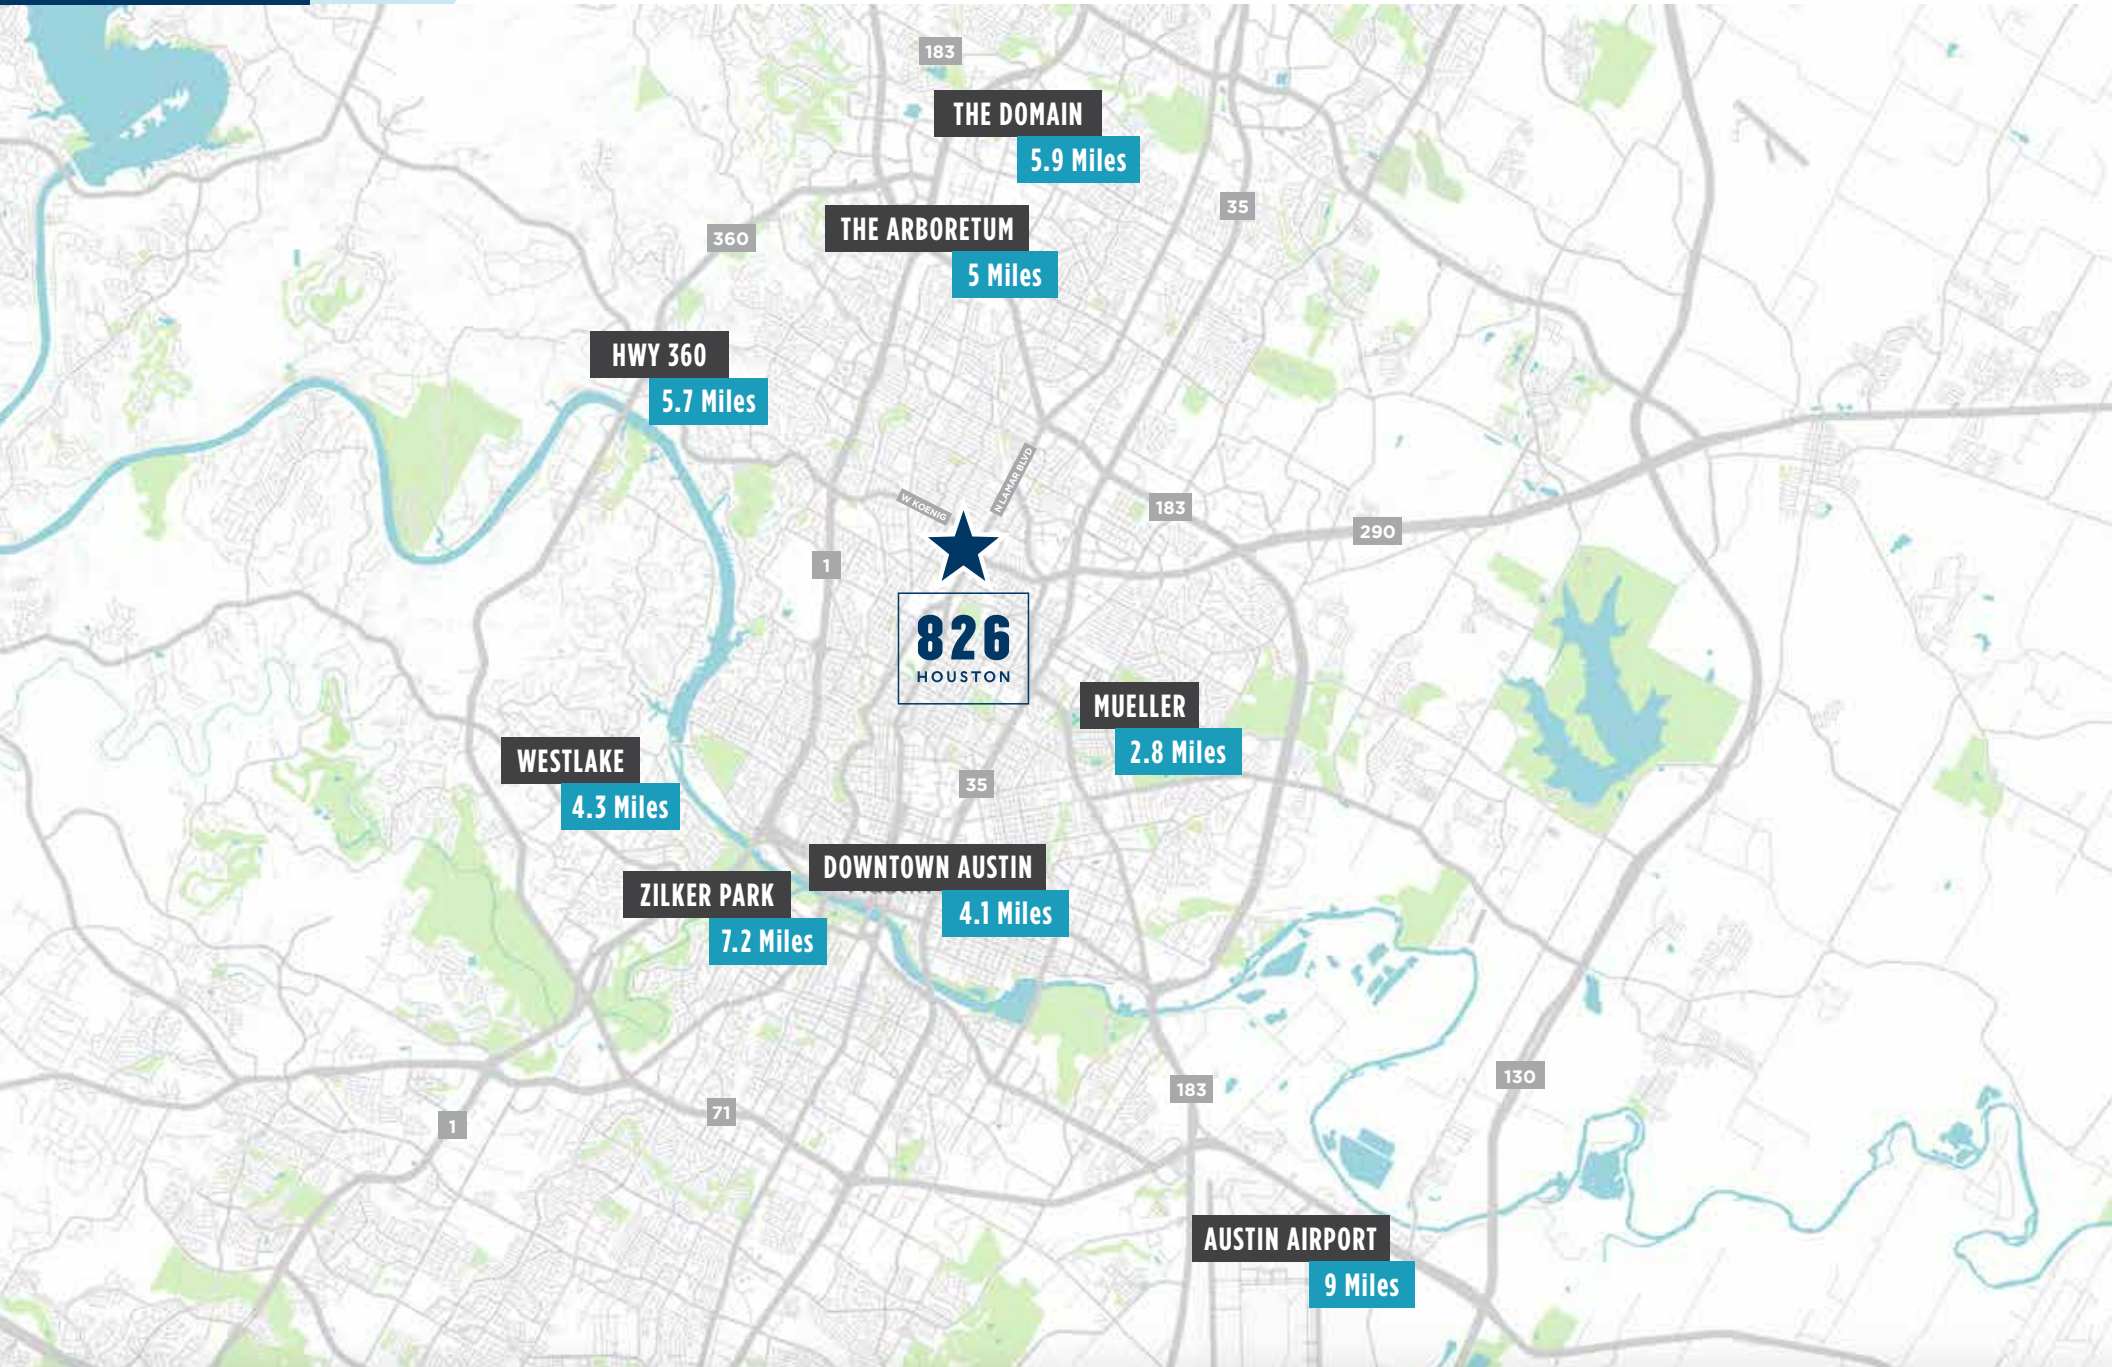 183
THE DOMAIN
5.9 Miles
35
THE ARBORETUM
360
5 Miles
HWY 360
5.7 Miles
N LAMAR BLVD
W KOENIG
183
290
1
826
HOUSTON
MUELLER
2.8 Miles
WESTLAKE
35
4.3 Miles
DOWNTOWN AUSTIN
ZILKER PARK
4.1 Miles
7.2 Miles
130
183
71
1
AUSTIN AIRPORT
9 Miles